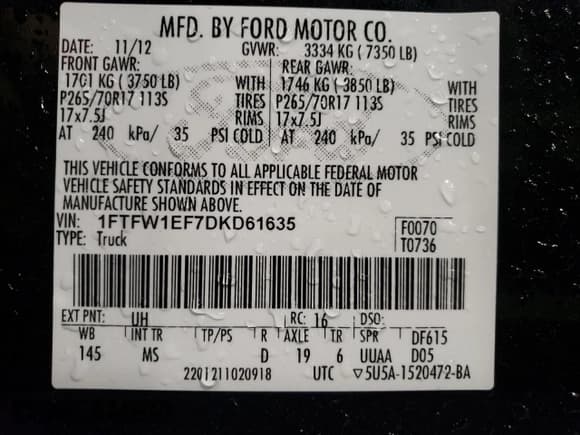 MFD. BY FORD MOTOR CO.
DATE: 11/12 GVWR: 3334 KG ( 7350 LB)
FRONT GAWR: REAR GAWR:
1701 KG ( 3750 LB) WITH 1746 KG ( 3850 LB) WITH
P265/70R17 113S TIRES P265/70R17 113S TIRES
17x7.5J RIMS 17x7.5J RIMS
AT 240 kPa/ 35 PSI COLD AT 240 kPa/ 35 PSI COLD
THIS VEHICLE CONFORMS TO ALL APPLICABLE FEDERAL MOTOR
VEHICLE SAFETY STANDARDS IN EFFECT ON THE DATE OF
MANUFACTURE SHOWN ABOVE.
VIN: 1FTFW1EF7DKD61635 F0070
TYPE: Truck T0736
EXT PNT: UH RC: 16 DSO:
WB INT TR TP/PS R AXLE TR SPR DF615
145 MS D 19 6 UUAA D05
2201211020918 UTC ▽5U5A-1520472-BA